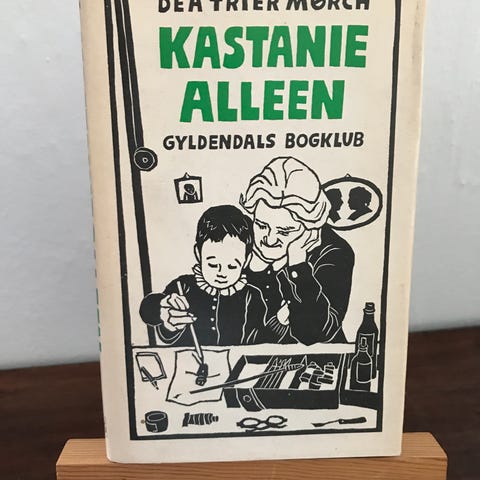 DEA TRIER MØRCH
KASTANIE
ALLEEN
GYLDENDALS BOGKLUB